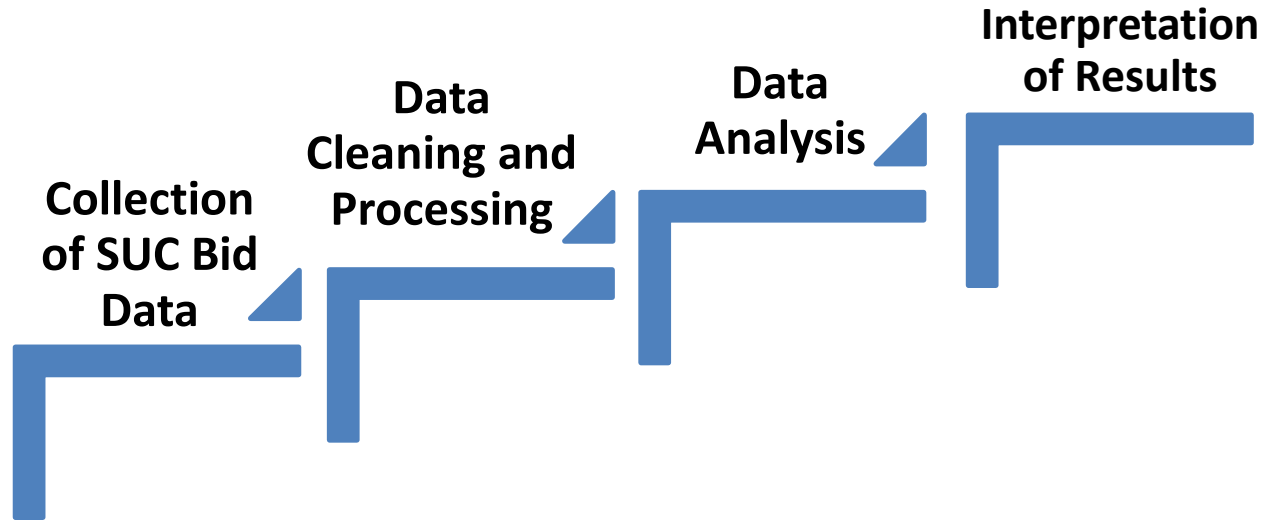 Collection
of SUC Bid
Data
Data
Cleaning and
Processing
Data
Analysis
Interpretation
of Results